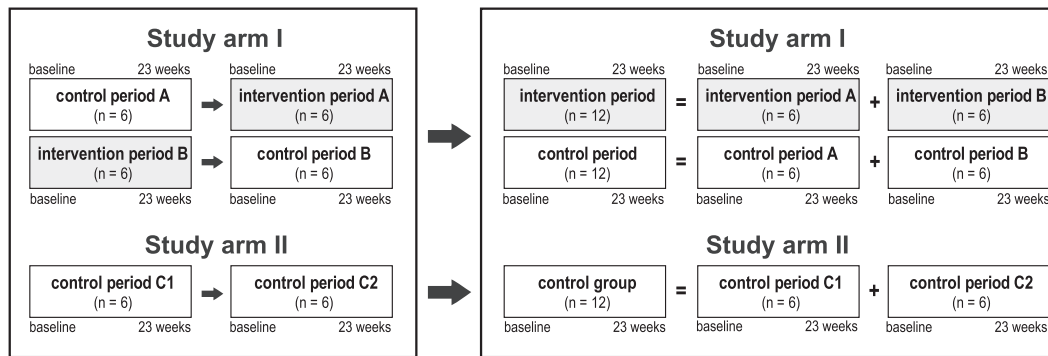 Study arm I
baseline 23 weeks baseline 23 weeks
control period A intervention period A
(n = 6) (n = 6)
intervention period B control period B
(n = 6) (n = 6)
baseline 23 weeks baseline 23 weeks
Study arm II
control period C1 control period C2
(n = 6) (n = 6)
baseline 23 weeks baseline 23 weeks
Study arm I
baseline 23 weeks baseline 23 weeks baseline 23 weeks
intervention period = intervention period A + intervention period B
(n = 12) (n = 6) (n = 6)
control period = control period A + control period B
(n = 12) (n = 6) (n = 6)
baseline 23 weeks baseline 23 weeks baseline 23 weeks
Study arm II
control group = control period C1 + control period C2
(n = 12) (n = 6) (n = 6)
baseline 23 weeks baseline 23 weeks baseline 23 weeks